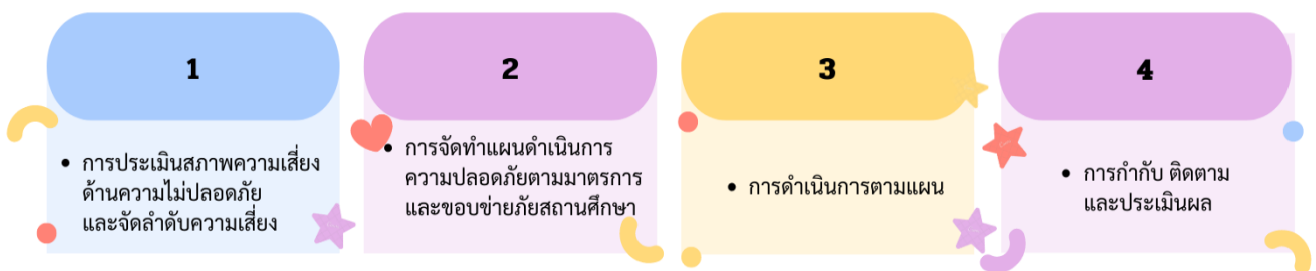 1
• การประเมินสภาพความเสี่ยง
ด้านความไม่ปลอดภัย
และจัดลำดับความเสี่ยง
2
• การจัดทำแผนดำเนินการ
ความปลอดภัยตามมาตรการ
และขอบข่ายภัยสถานศึกษา
3
• การดำเนินการตามแผน
4
• การกำกับ ติดตาม
และประเมินผล